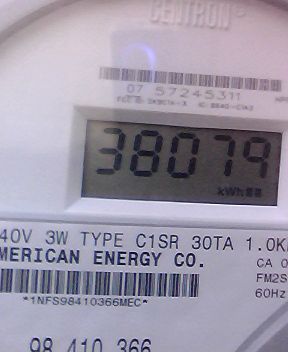 CENTRON®
07 57245311
38079
kWh
40V 3W TYPE C1SR 30TA 1.0K
MERICAN ENERGY CO.
CA 0
FM2S
60Hz
*1NFS98410366MEC*
98 410 366